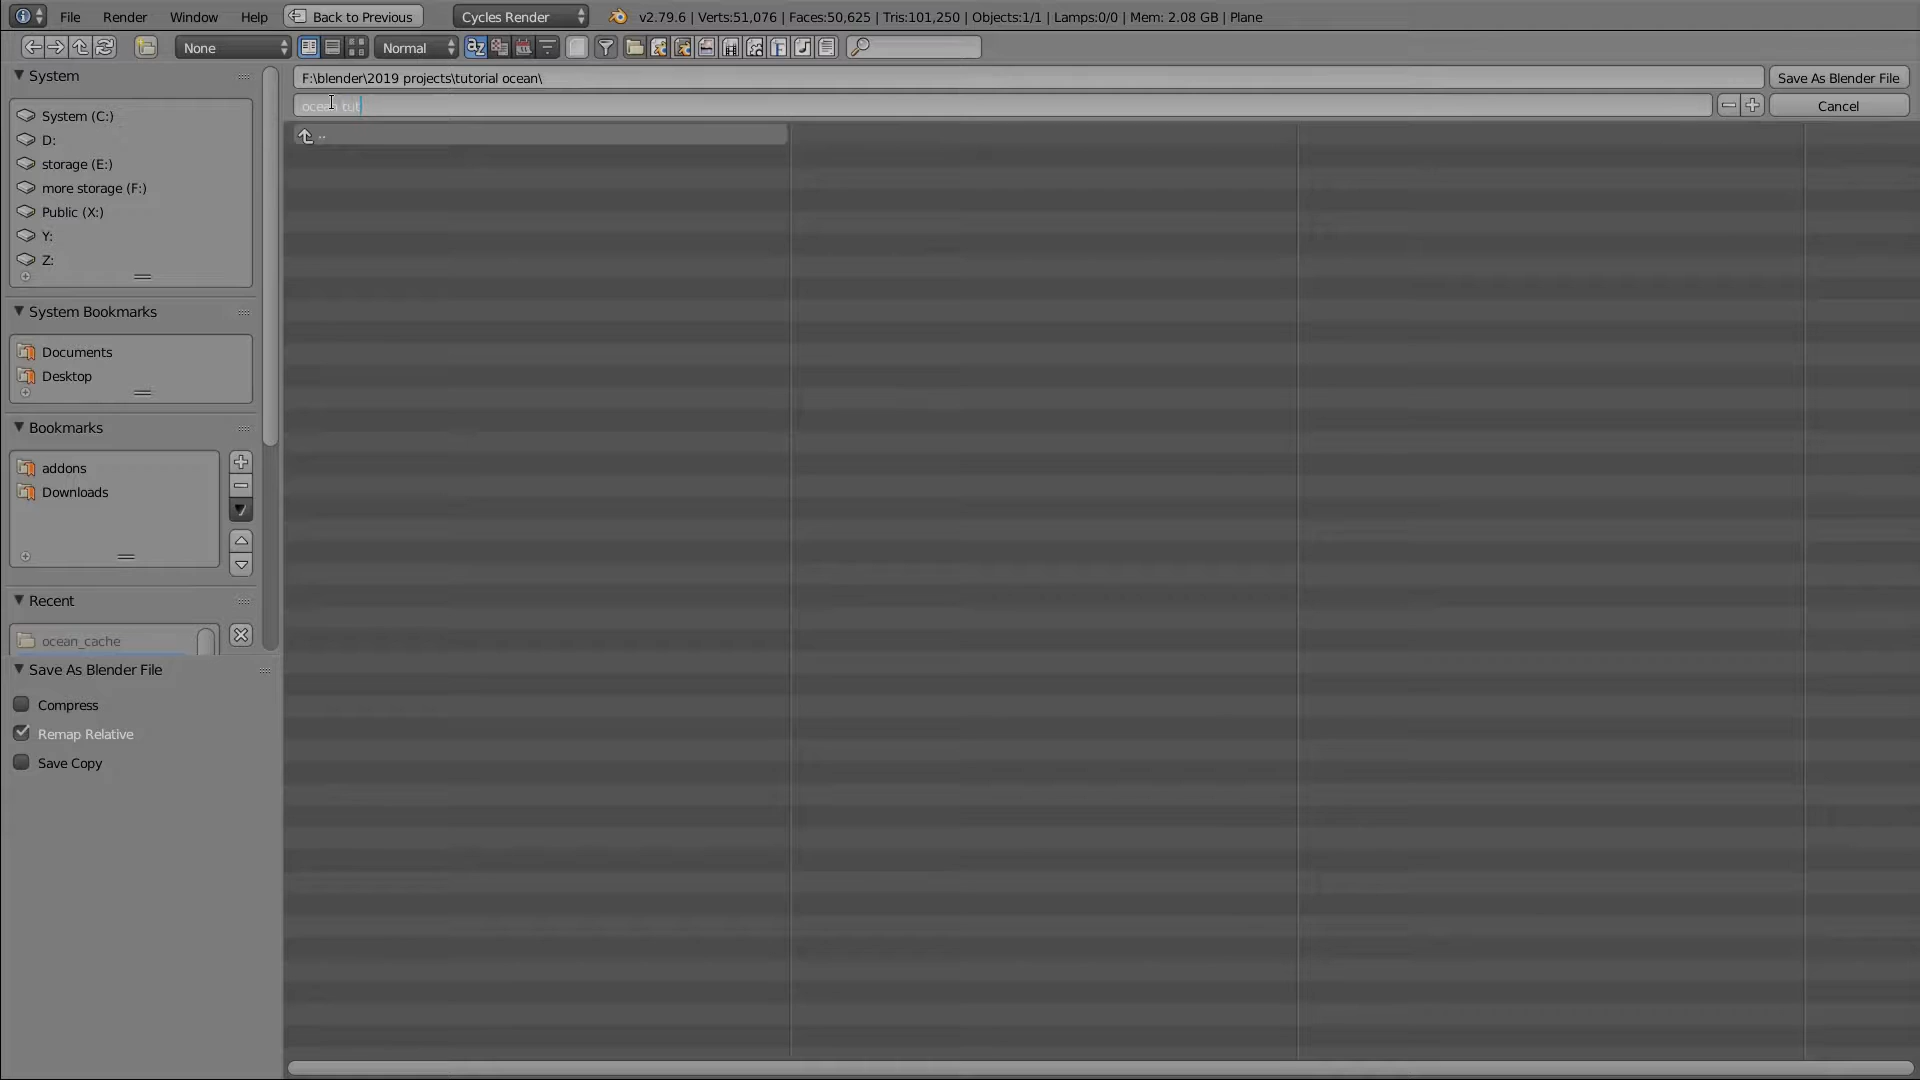 File Render Window Help Back to Previous Cycles Render v2.79.6 | Verts:51,076 | Faces:50,625 | Tris:101,250 | Objects:1/1 | Lamps:0/0 | Mem: 2.08 GB | Plane
None Normal
System
F:\blender\2019 projects\tutorial ocean\ Save As Blender File
ocean tut Cancel
System (C:)
..
D:
storage (E:)
more storage (F:)
Public (X:)
Y:
Z:
System Bookmarks
Documents
Desktop
Bookmarks
addons
Downloads
Recent
ocean_cache
Save As Blender File
Compress
Remap Relative
Save Copy